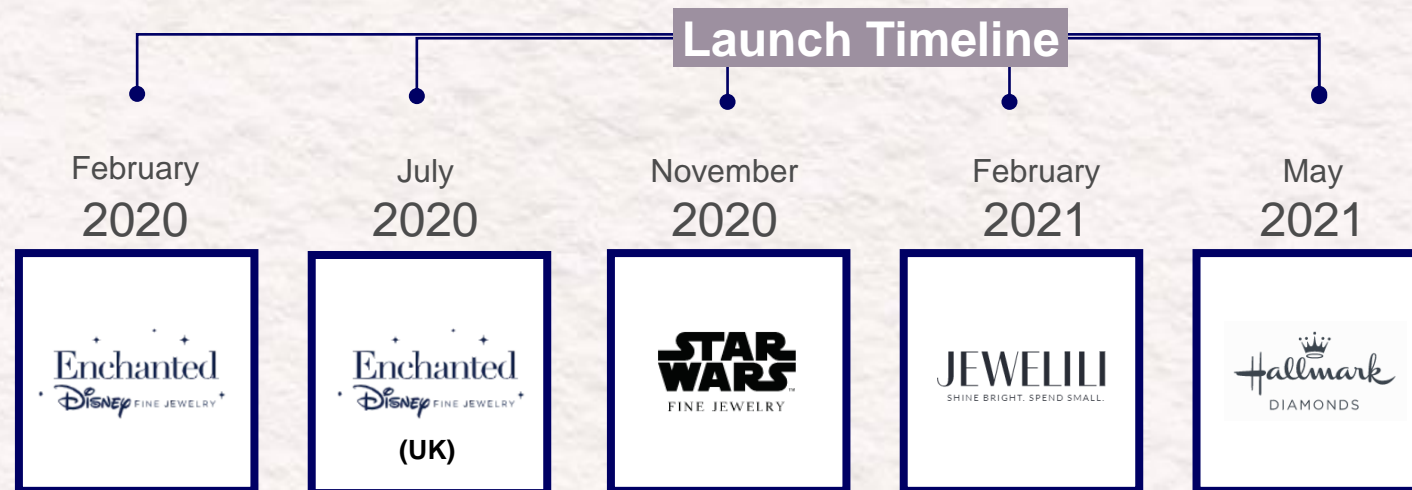 Launch Timeline
February
2020
Enchanted
Disney FINE JEWELRY
July
2020
Enchanted
Disney FINE JEWELRY
(UK)
November
2020
STAR
WARS™
FINE JEWELRY
February
2021
JEWELILI
SHINE BRIGHT. SPEND SMALL.
May
2021
Hallmark
DIAMONDS